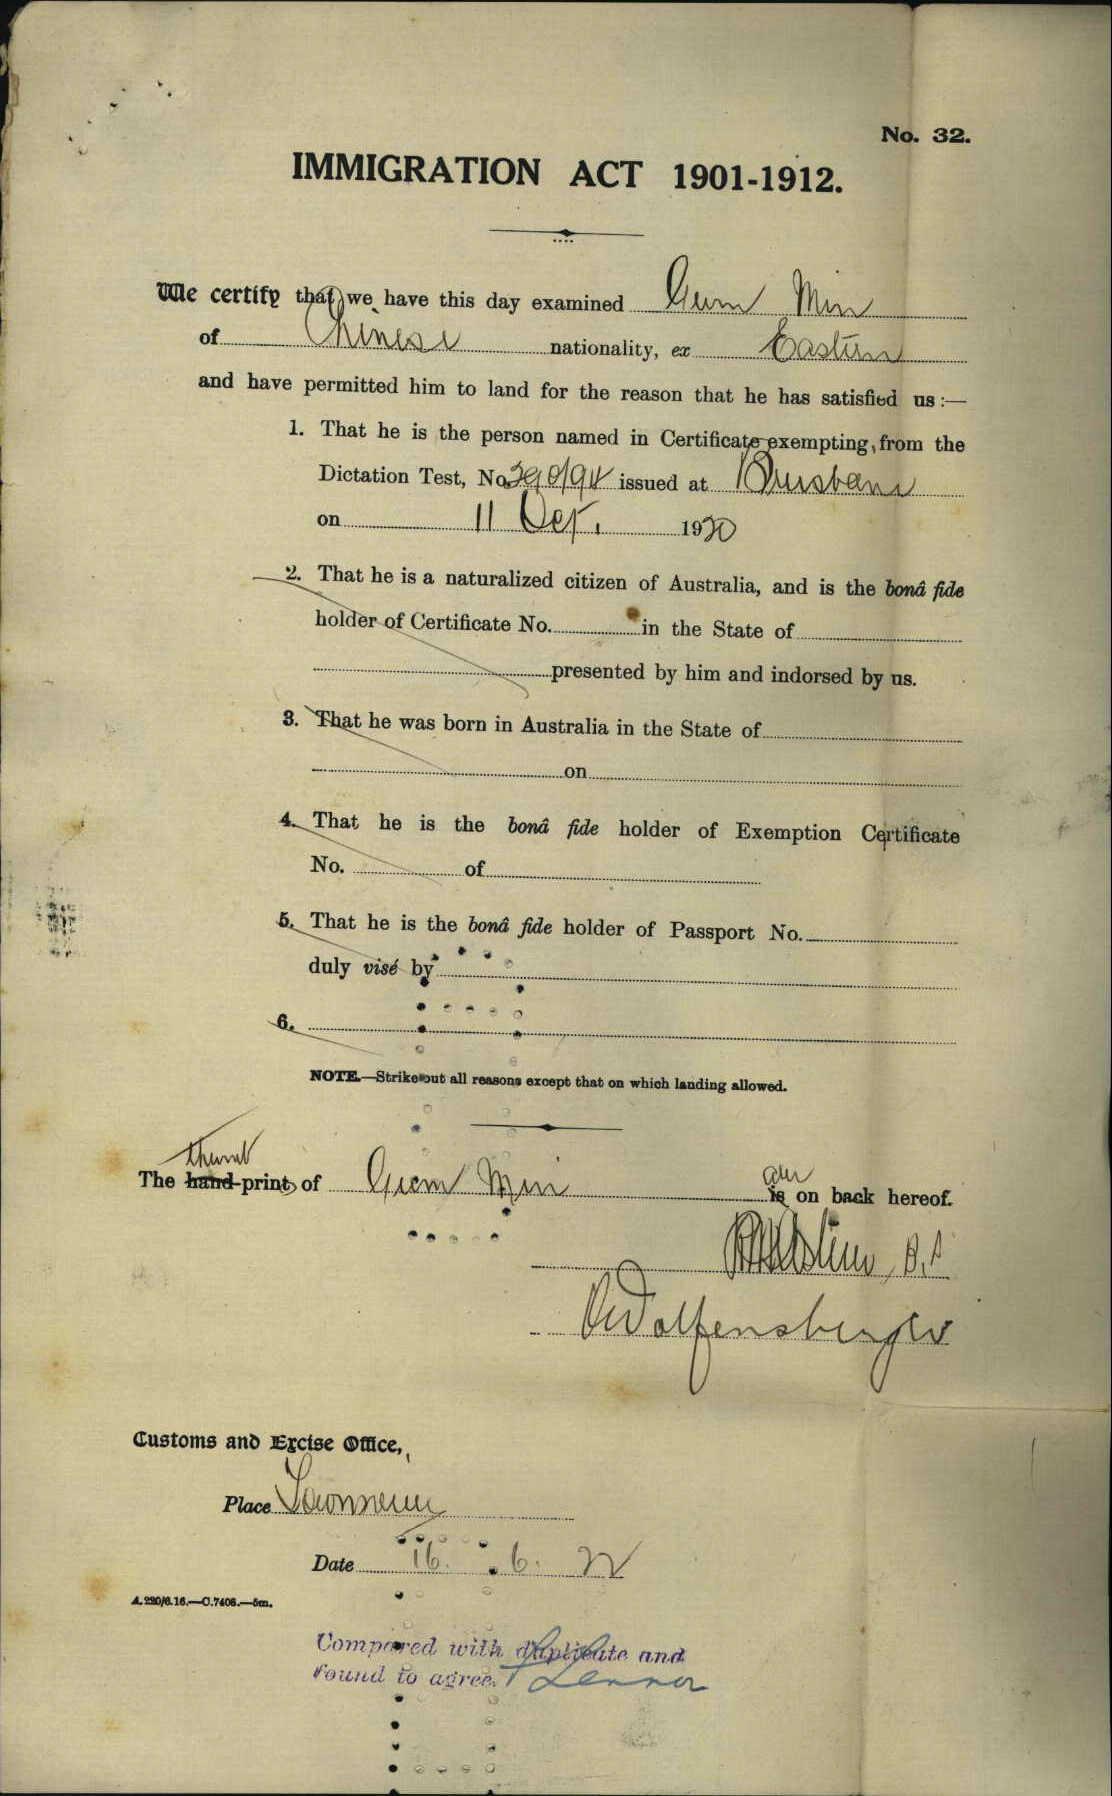 No. 32.
IMMIGRATION ACT 1901-1912.
We certify that we have this day examined Min
of Chinese nationality, ex Eastern
and have permitted him to land for the reason that he has satisfied us:—
1. That he is the person named in Certificate exempting, from the
Dictation Test, No. 290/94 issued at Brisbane
on 11 Oct. 1920
2. That he is a naturalized citizen of Australia, and is the bonâ fide
holder of Certificate No. in the State of
presented by him and indorsed by us.
3. That he was born in Australia in the State of
on
4. That he is the bonâ fide holder of Exemption Certificate
No. of
5. That he is the bonâ fide holder of Passport No.
duly visé by
6.
NOTE.—Strike out all reasons except that on which landing allowed.
thumb
are
The hand-prints of Min is on back hereof.
Wolfensberger
Customs and Excise Office,
Place Townsville
Date 16. 6. 22
A.220/6.16.—C.7408.—5m.
Compared with duplicate and
found to agree.